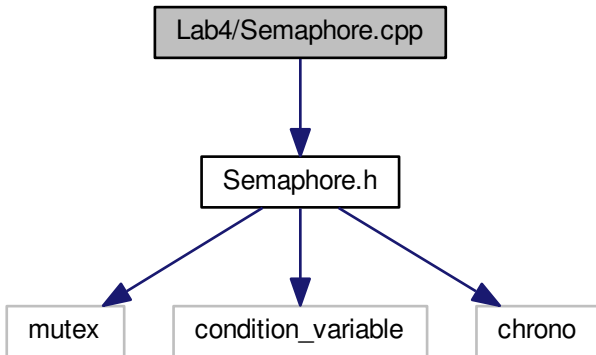 Lab4/Semaphore.cpp
Semaphore.h
mutex
condition_variable
chrono